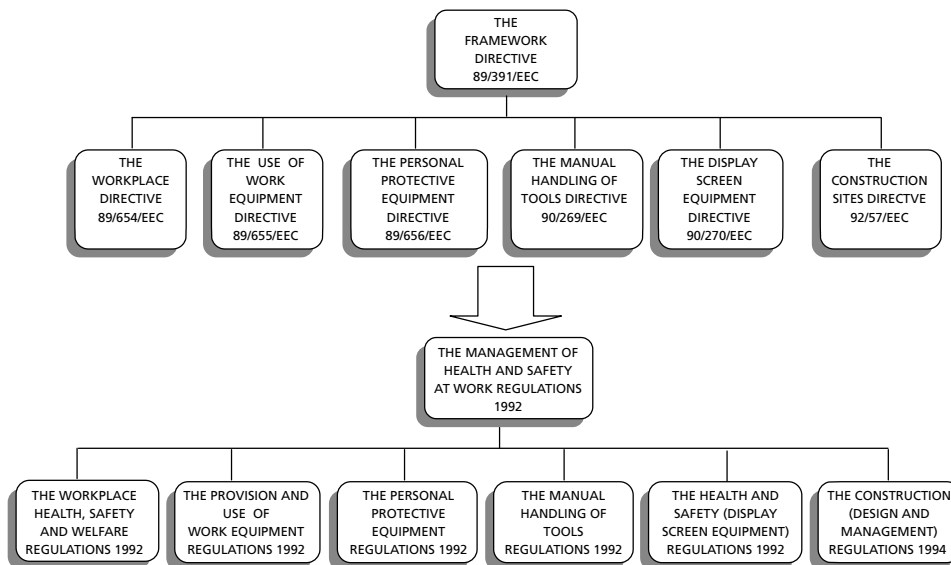 THE
FRAMEWORK
DIRECTIVE
89/391/EEC
THE
WORKPLACE
DIRECTIVE
89/654/EEC
THE USE OF
WORK
EQUIPMENT
DIRECTIVE
89/655/EEC
THE PERSONAL
PROTECTIVE
EQUIPMENT
DIRECTIVE
89/656/EEC
THE MANUAL
HANDLING OF
TOOLS DIRECTIVE
90/269/EEC
THE DISPLAY
SCREEN
EQUIPMENT
DIRECTIVE
90/270/EEC
THE
CONSTRUCTION
SITES DIRECTVE
92/57/EEC
THE MANAGEMENT OF
HEALTH AND SAFETY
AT WORK REGULATIONS
1992
THE WORKPLACE
HEALTH, SAFETY
AND WELFARE
REGULATIONS 1992
THE PROVISION AND
USE OF
WORK EQUIPMENT
REGULATIONS 1992
THE PERSONAL
PROTECTIVE
EQUIPMENT
REGULATIONS 1992
THE MANUAL
HANDLING OF
TOOLS
REGULATIONS 1992
THE HEALTH AND
SAFETY (DISPLAY
SCREEN EQUIPMENT)
REGULATIONS 1992
THE CONSTRUCTION
(DESIGN AND
MANAGEMENT)
REGULATIONS 1994